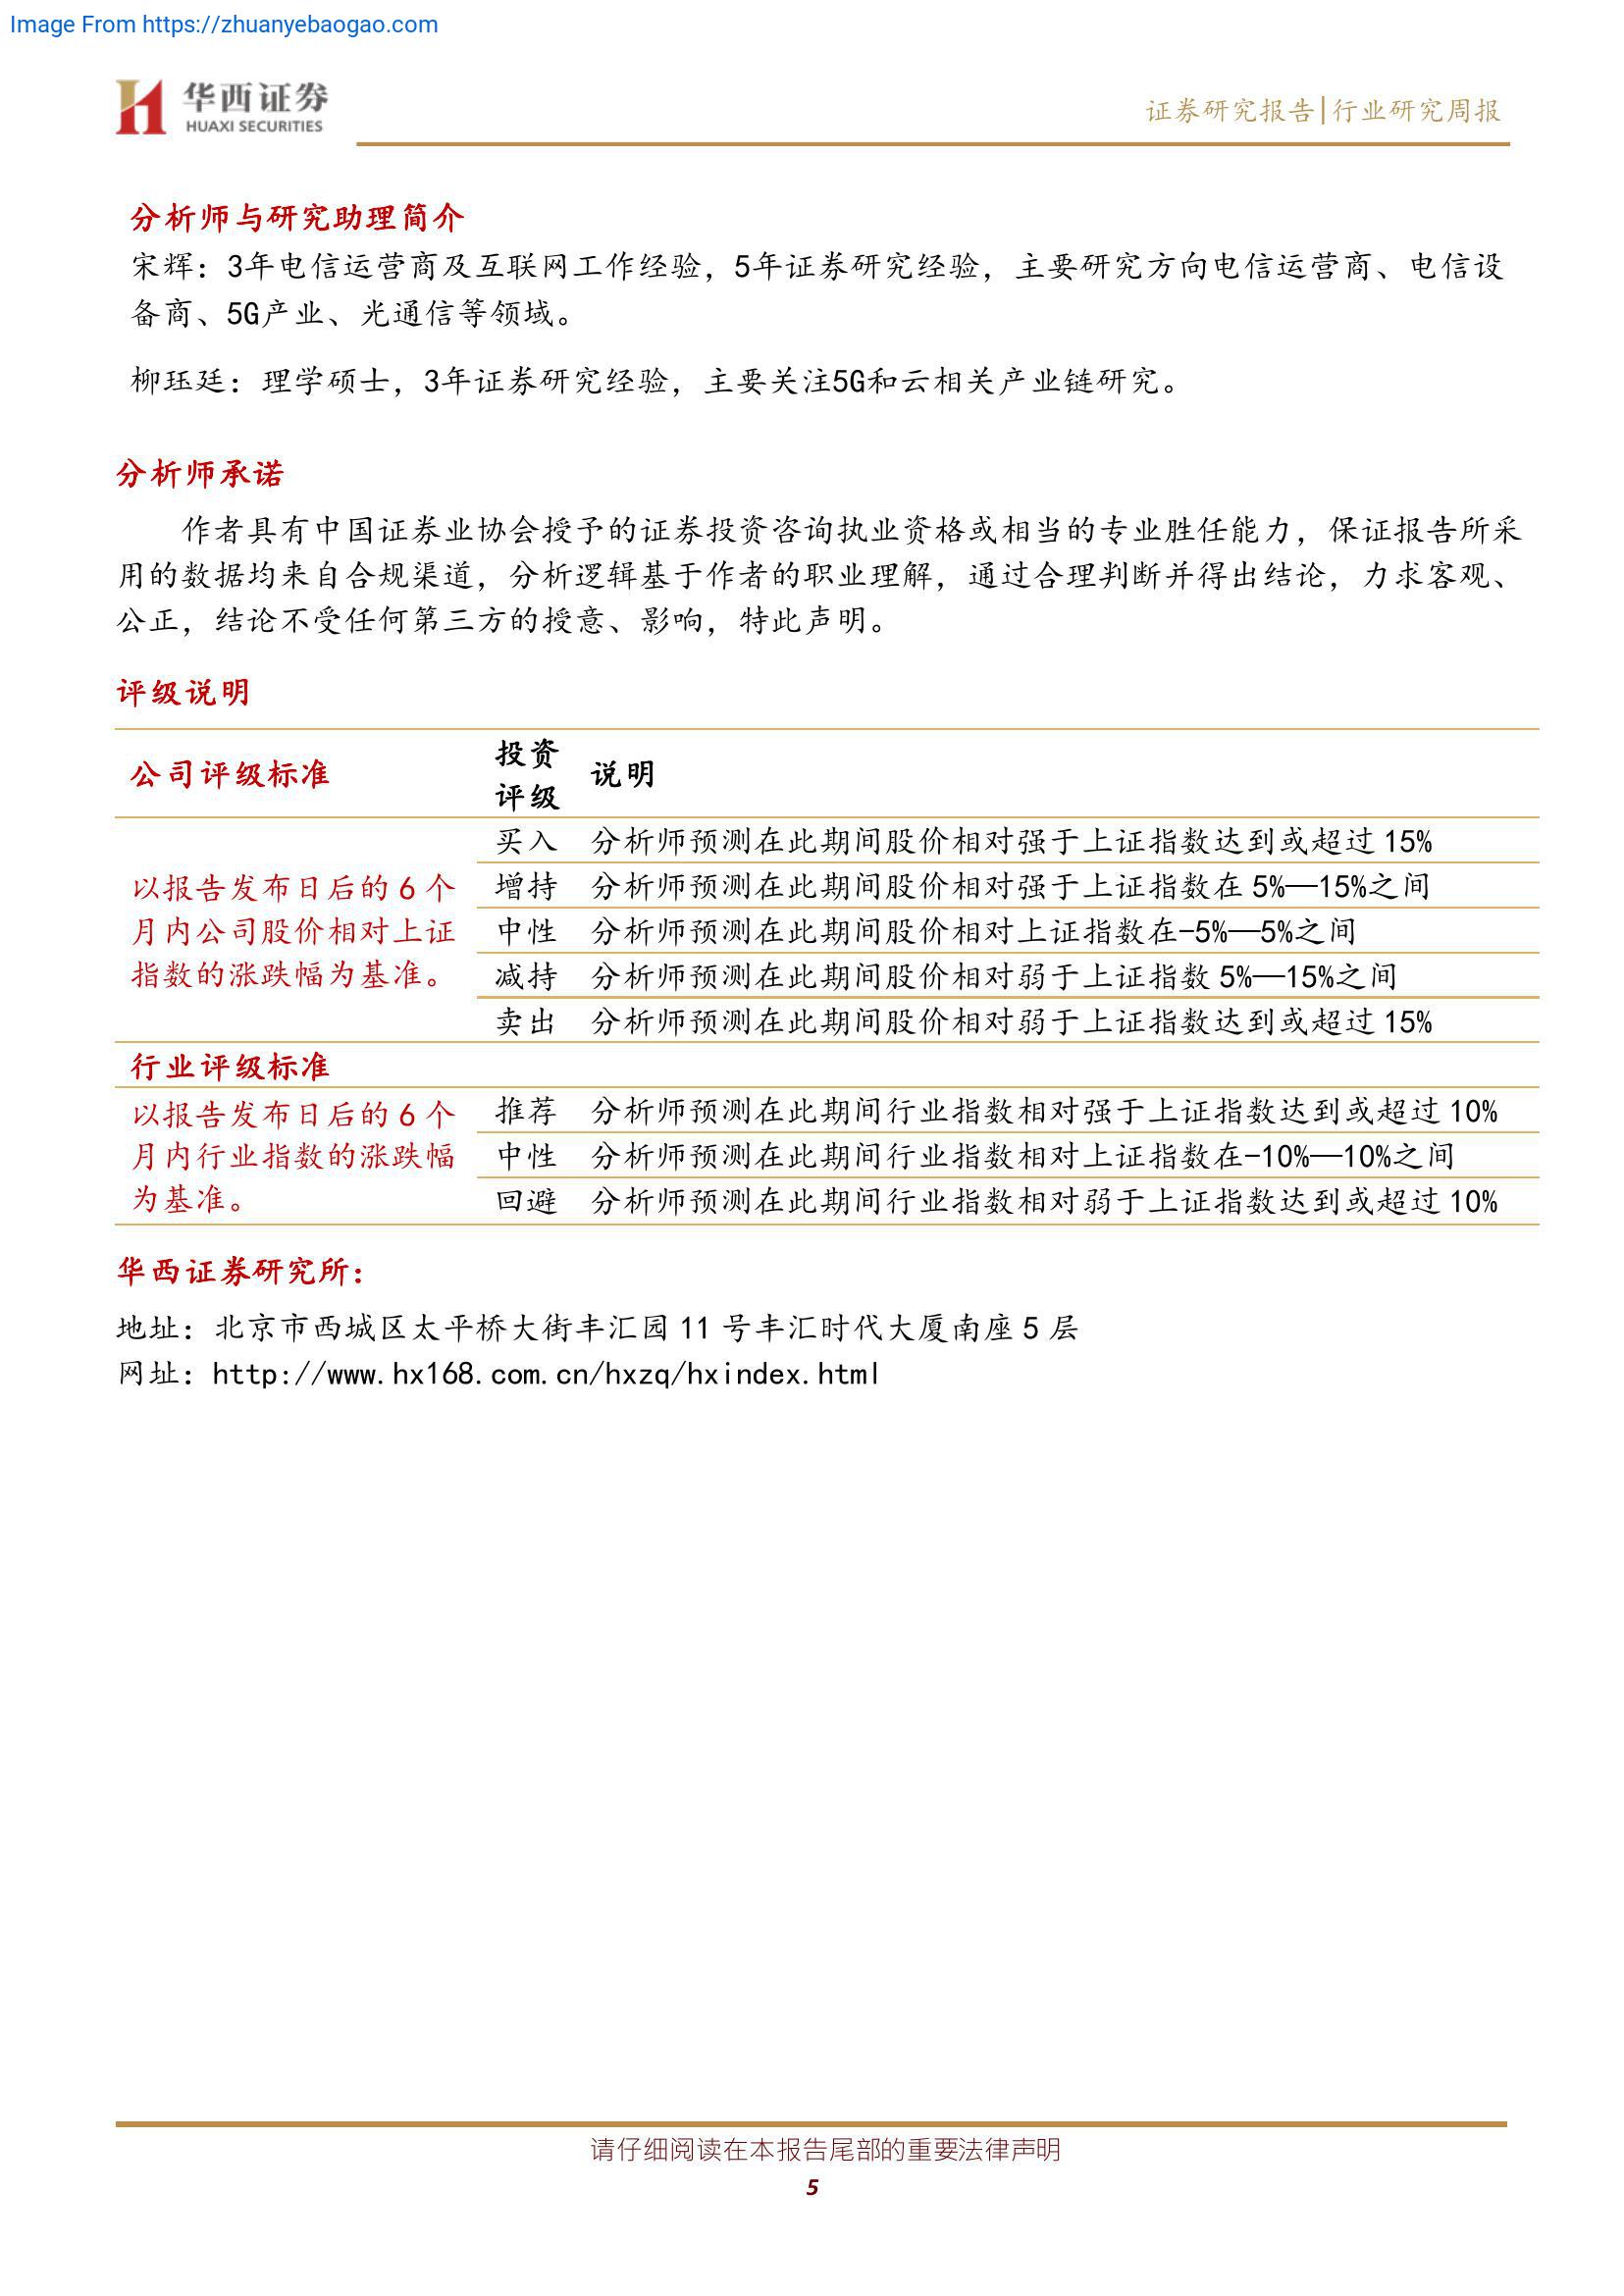 Image From https://zhuanyebaogao.com
华西证券
HUAXI SECURITIES
证券研究报告|行业研究周报
分析师与研究助理简介
宋辉：3年电信运营商及互联网工作经验，5年证券研究经验，主要研究方向电信运营商、电信设
备商、5G产业、光通信等领域。
柳珏廷：理学硕士，3年证券研究经验，主要关注5G和云相关产业链研究。
分析师承诺
作者具有中国证券业协会授予的证券投资咨询执业资格或相当的专业胜任能力，保证报告所采
用的数据均来自合规渠道，分析逻辑基于作者的职业理解，通过合理判断并得出结论，力求客观、
公正，结论不受任何第三方的授意、影响，特此声明。
评级说明
公司评级标准
投资
评级
说明
以报告发布日后的 6 个
月内公司股价相对上证
指数的涨跌幅为基准。
买入 分析师预测在此期间股价相对强于上证指数达到或超过 15%
增持 分析师预测在此期间股价相对强于上证指数在 5%—15%之间
中性 分析师预测在此期间股价相对上证指数在-5%—5%之间
减持 分析师预测在此期间股价相对弱于上证指数 5%—15%之间
卖出 分析师预测在此期间股价相对弱于上证指数达到或超过 15%
行业评级标准
以报告发布日后的 6 个
月内行业指数的涨跌幅
为基准。
推荐 分析师预测在此期间行业指数相对强于上证指数达到或超过 10%
中性 分析师预测在此期间行业指数相对上证指数在-10%—10%之间
回避 分析师预测在此期间行业指数相对弱于上证指数达到或超过 10%
华西证券研究所：
地址：北京市西城区太平桥大街丰汇园 11 号丰汇时代大厦南座 5 层
网址：http://www.hx168.com.cn/hxzq/hxindex.html
请仔细阅读在本报告尾部的重要法律声明
5